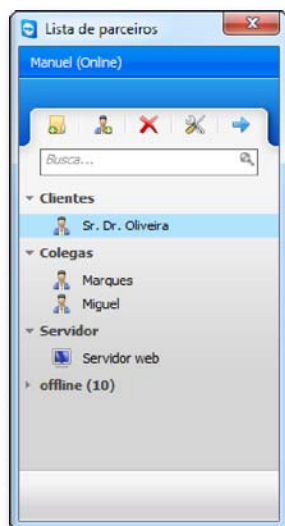 Lista de parceiros
Manuel (Online)
Busca...
Clientes
Sr. Dr. Oliveira
Colegas
Marques
Miguel
Servidor
Servidor web
offline (10)